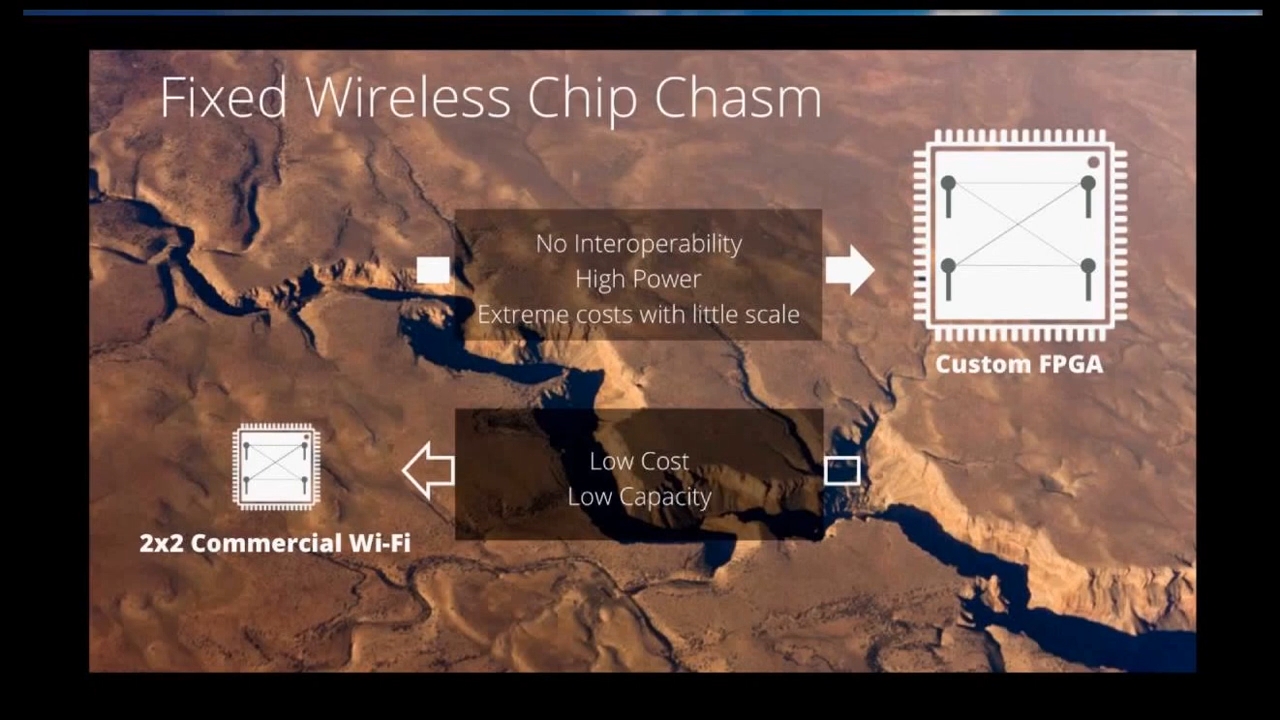 Fixed Wireless Chip Chasm
No Interoperability
High Power
Extreme costs with little scale
Custom FPGA
Low Cost
Low Capacity
2x2 Commercial Wi-Fi